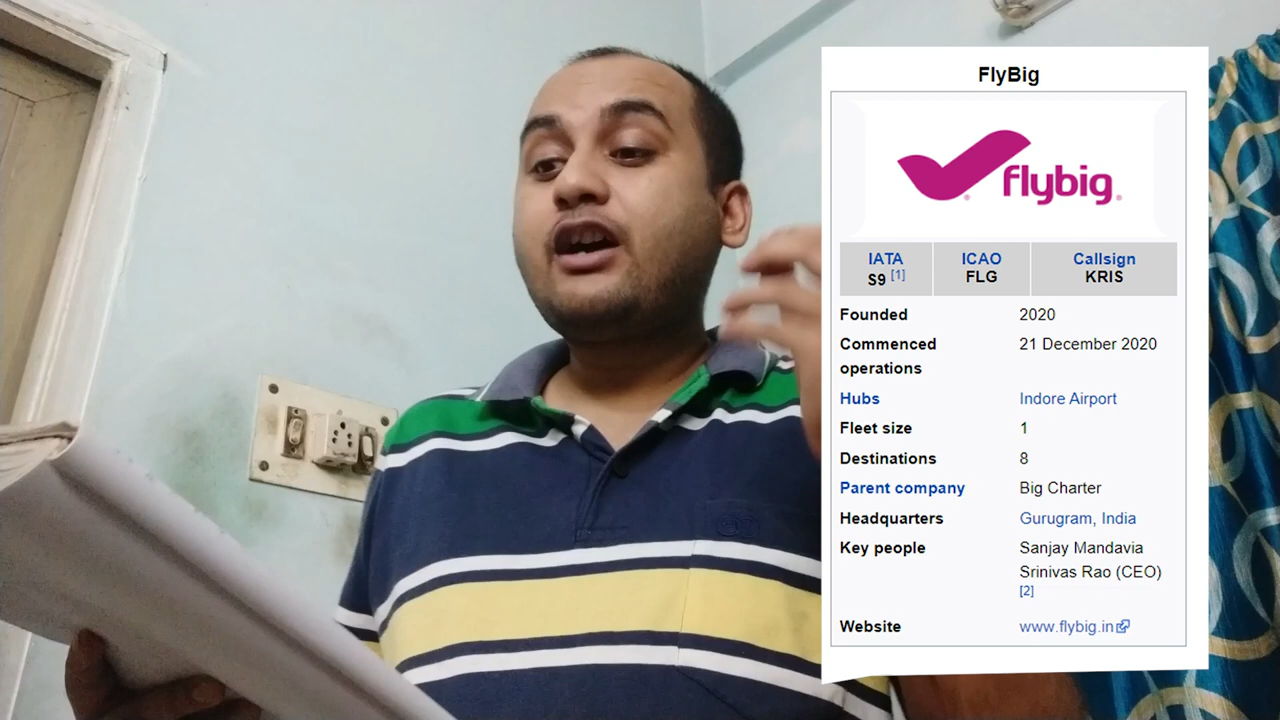 FlyBig
flybig
IATA ICAO Callsign
S9 [1] FLG KRIS
Founded 2020
Commenced 21 December 2020
operations
Hubs Indore Airport
Fleet size 1
Destinations 8
Parent company Big Charter
Headquarters Gurugram, India
Key people Sanjay Mandavia
Srinivas Rao (CEO)
[2]
Website www.flybig.in